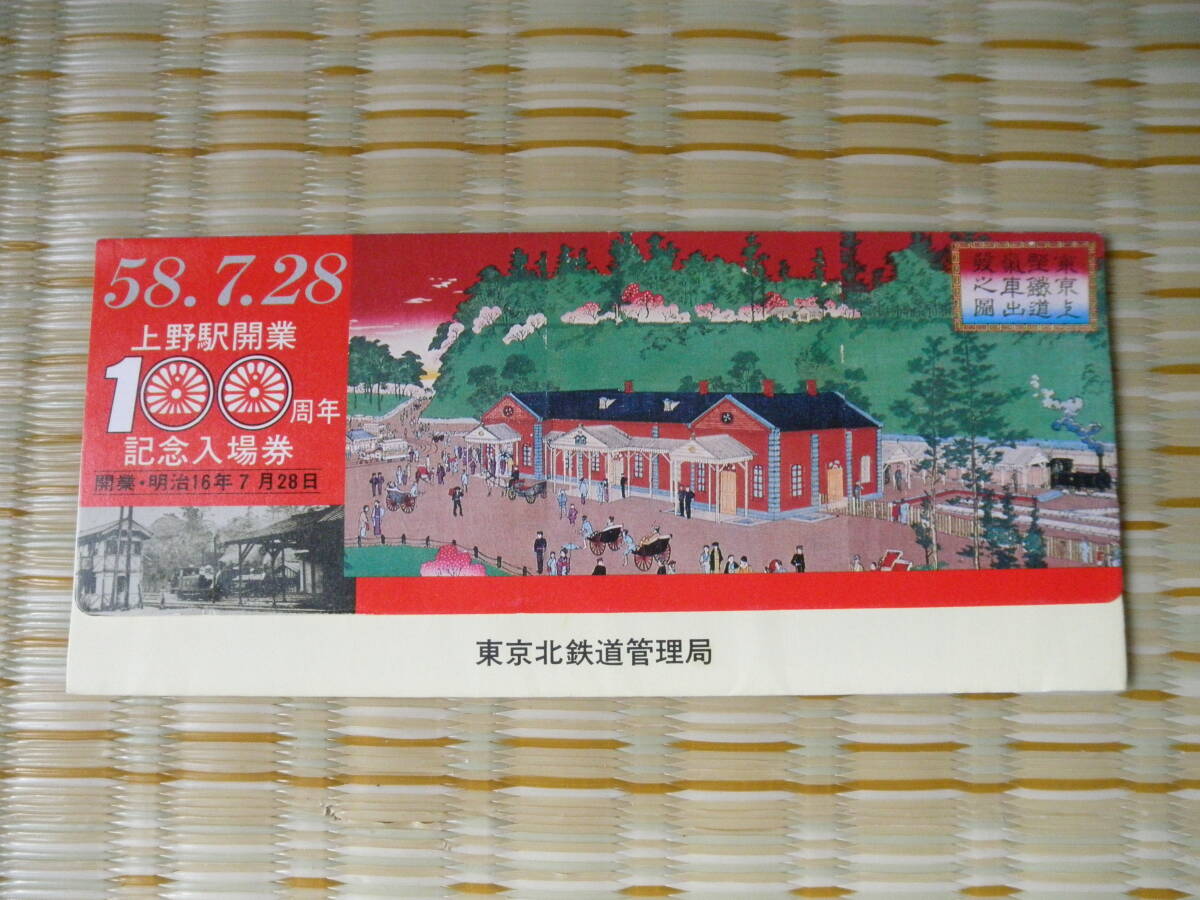 58.7.28
上野駅開業
100周年
記念入場券
開業・明治16年7月28日
東京上
埜鐵道
氣車出
發之圖
東京北鉄道管理局